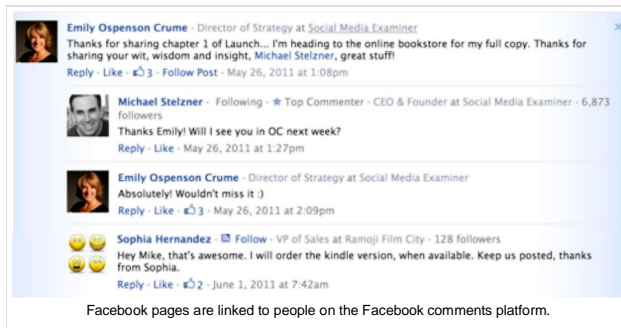 Emily Ospenson Crume · Director of Strategy at Social Media Examiner
Thanks for sharing chapter 1 of Launch... I'm heading to the online bookstore for my full copy. Thanks for
sharing your wit, wisdom and insight, Michael Stelzner, great stuff!
Reply · Like · 3 · Follow Post · May 26, 2011 at 1:08pm
Michael Stelzner · Following · ★ Top Commenter · CEO & Founder at Social Media Examiner · 6,873
followers
Thanks Emily! Will I see you in OC next week?
Reply · Like · May 26, 2011 at 1:27pm
Emily Ospenson Crume · Director of Strategy at Social Media Examiner
Absolutely! Wouldn't miss it :)
Reply · Like · 3 · May 26, 2011 at 2:09pm
Sophia Hernandez · Follow · VP of Sales at Ramoji Film City · 128 followers
Hey Mike, that's awesome. I will order the kindle version, when available. Keep us posted, thanks
from Sophia.
Reply · Like · 2 · June 1, 2011 at 7:42am
Facebook pages are linked to people on the Facebook comments platform.